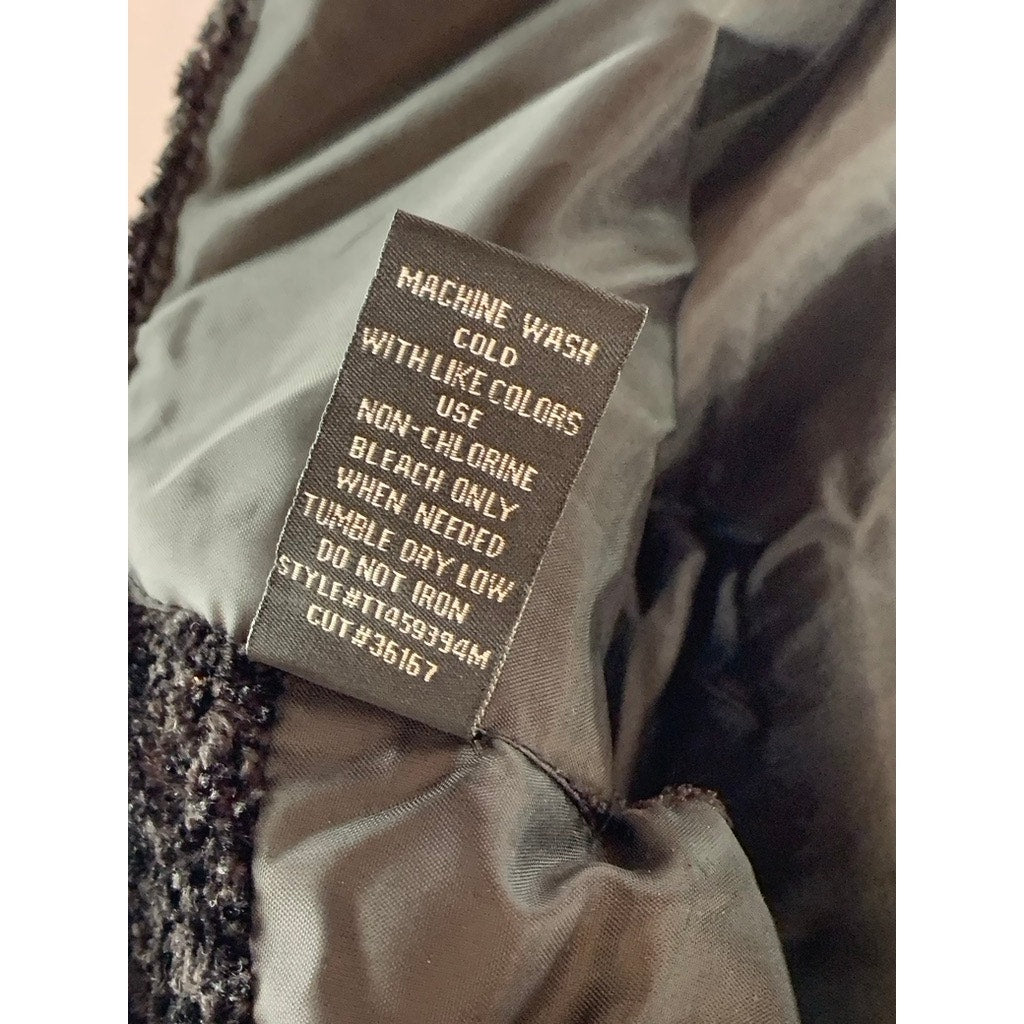 MACHINE WASH
COLD
WITH LIKE COLORS
USE
NON-CHLORINE
BLEACH ONLY
WHEN NEEDED
TUMBLE DRY LOW
DO NOT IRON
STYLE#TT459394M
CUT#36167